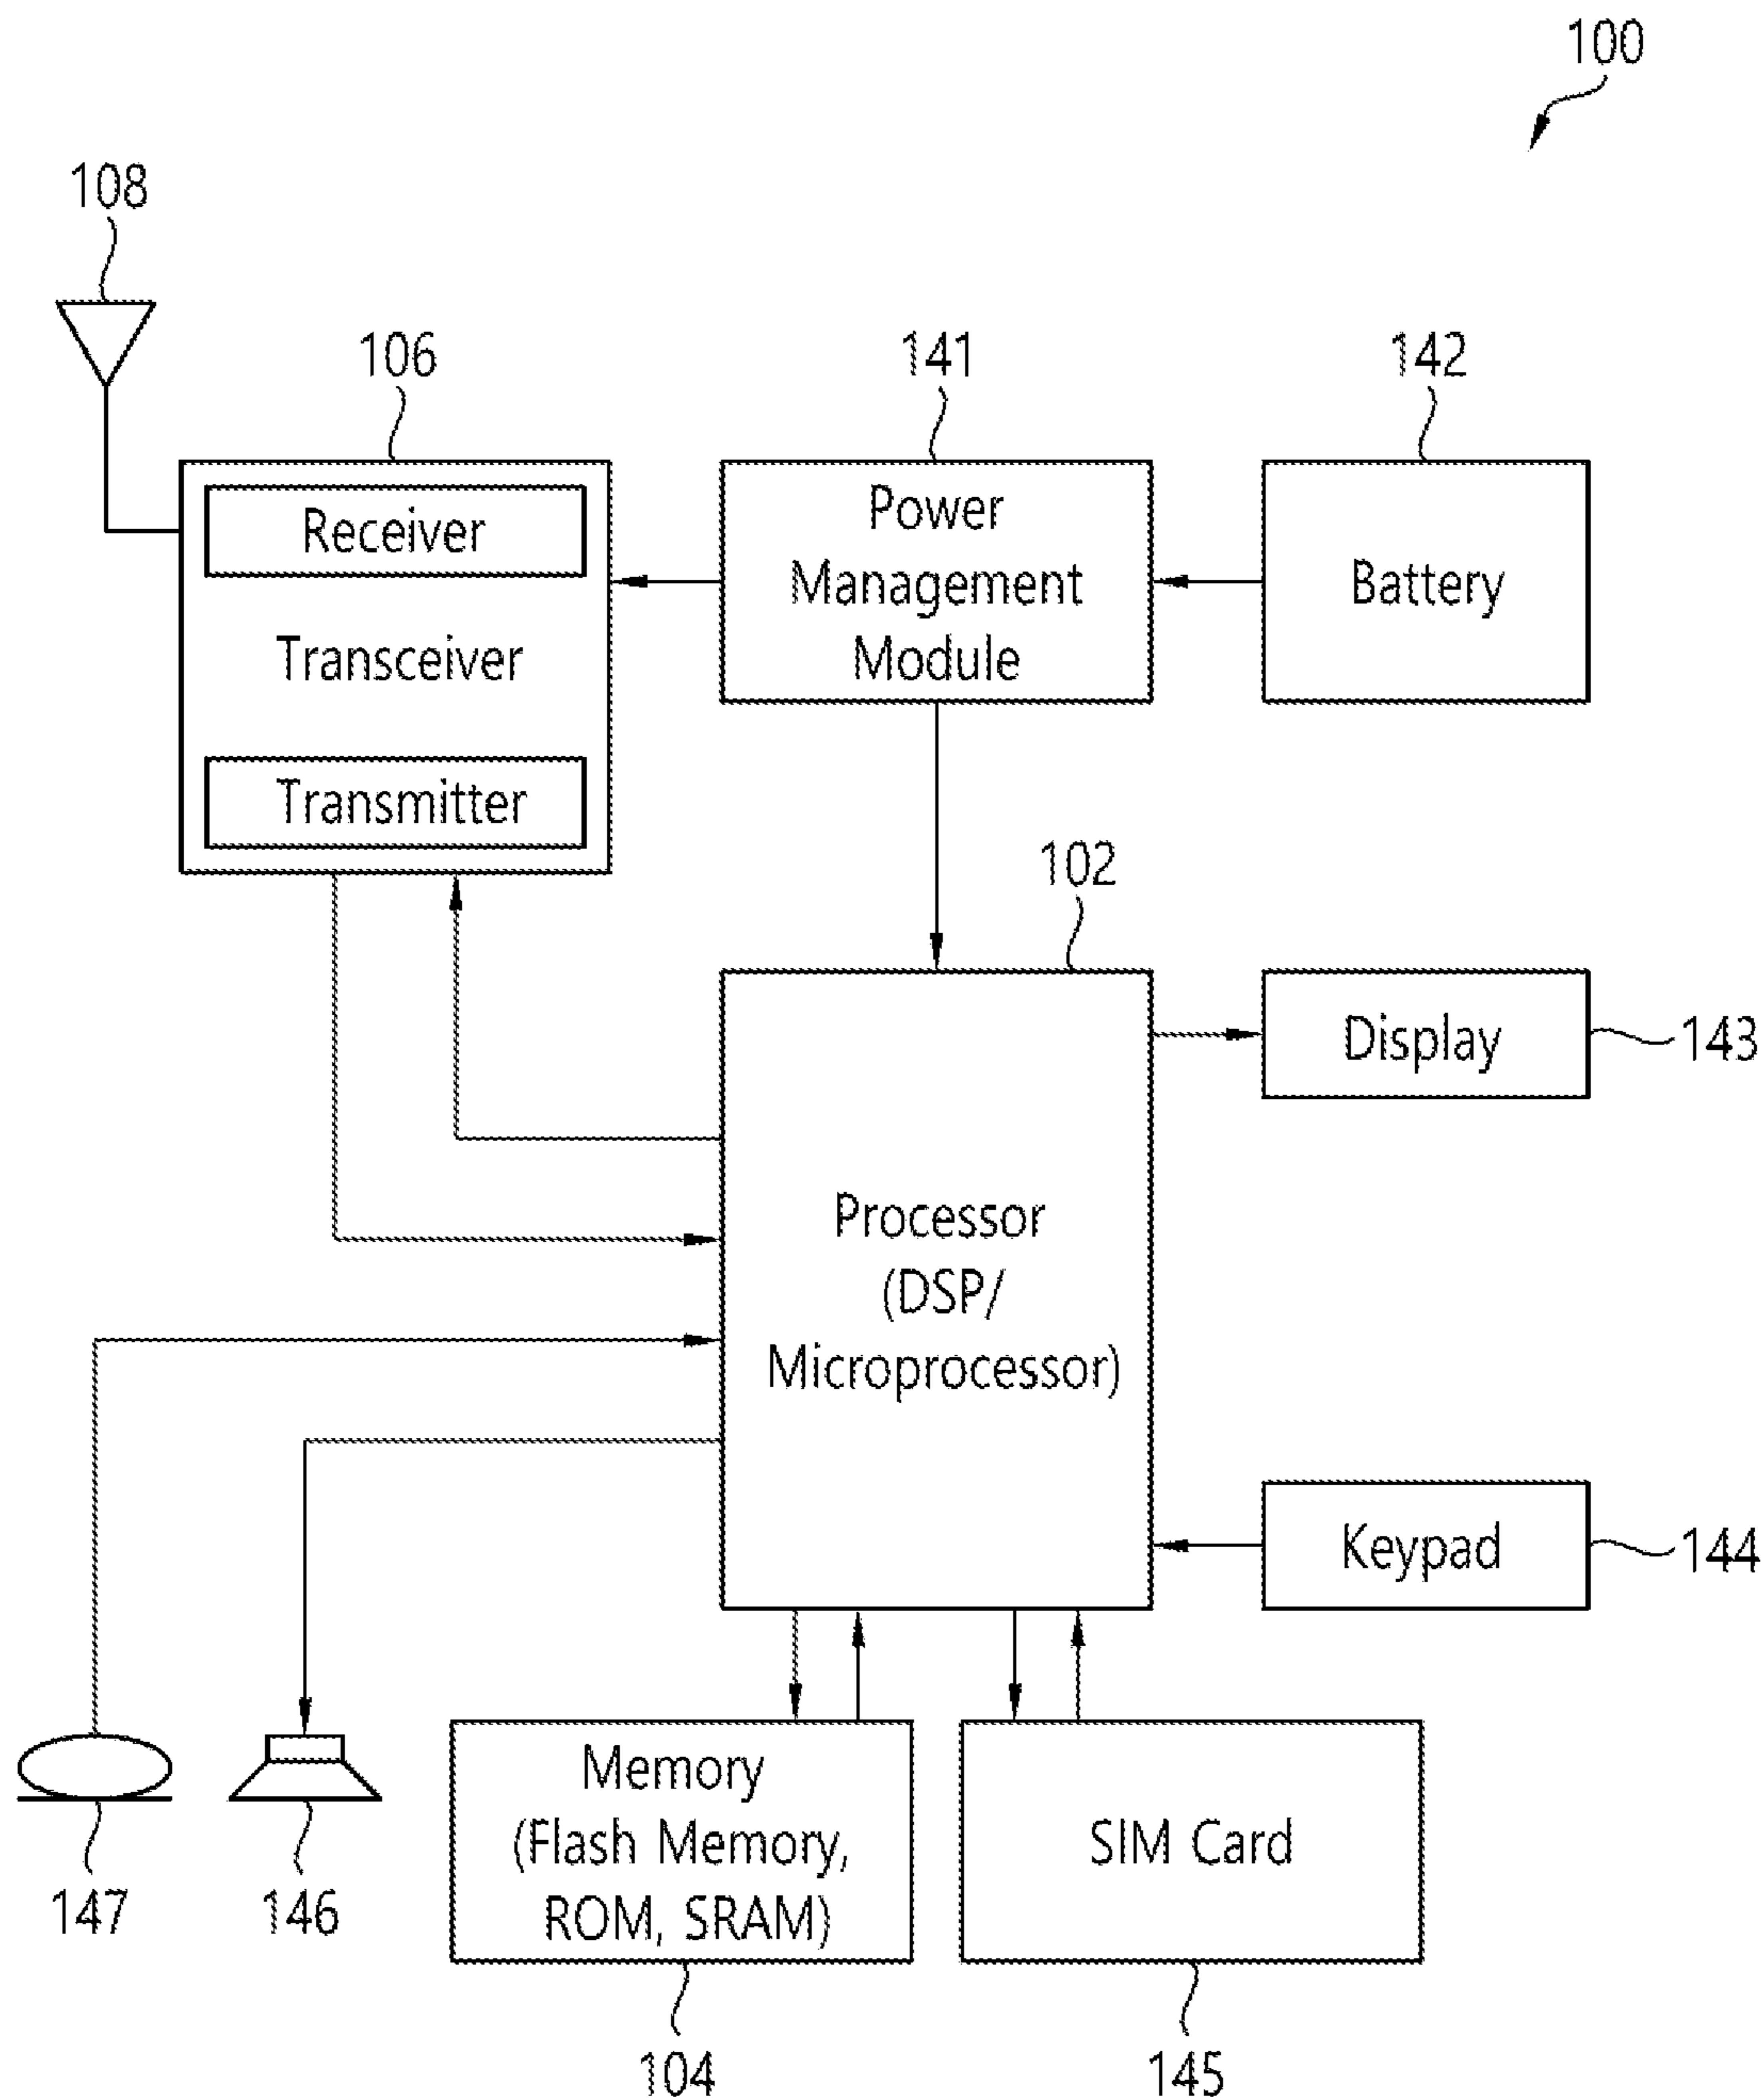 100
108
106
141
142
Receiver
Transceiver
Transmitter
Power
Management
Module
Battery
102
Processor
(DSP/
Microprocessor)
Display
143
Keypad
144
147
146
Memory
(Flash Memory,
ROM, SRAM)
SIM Card
104
145